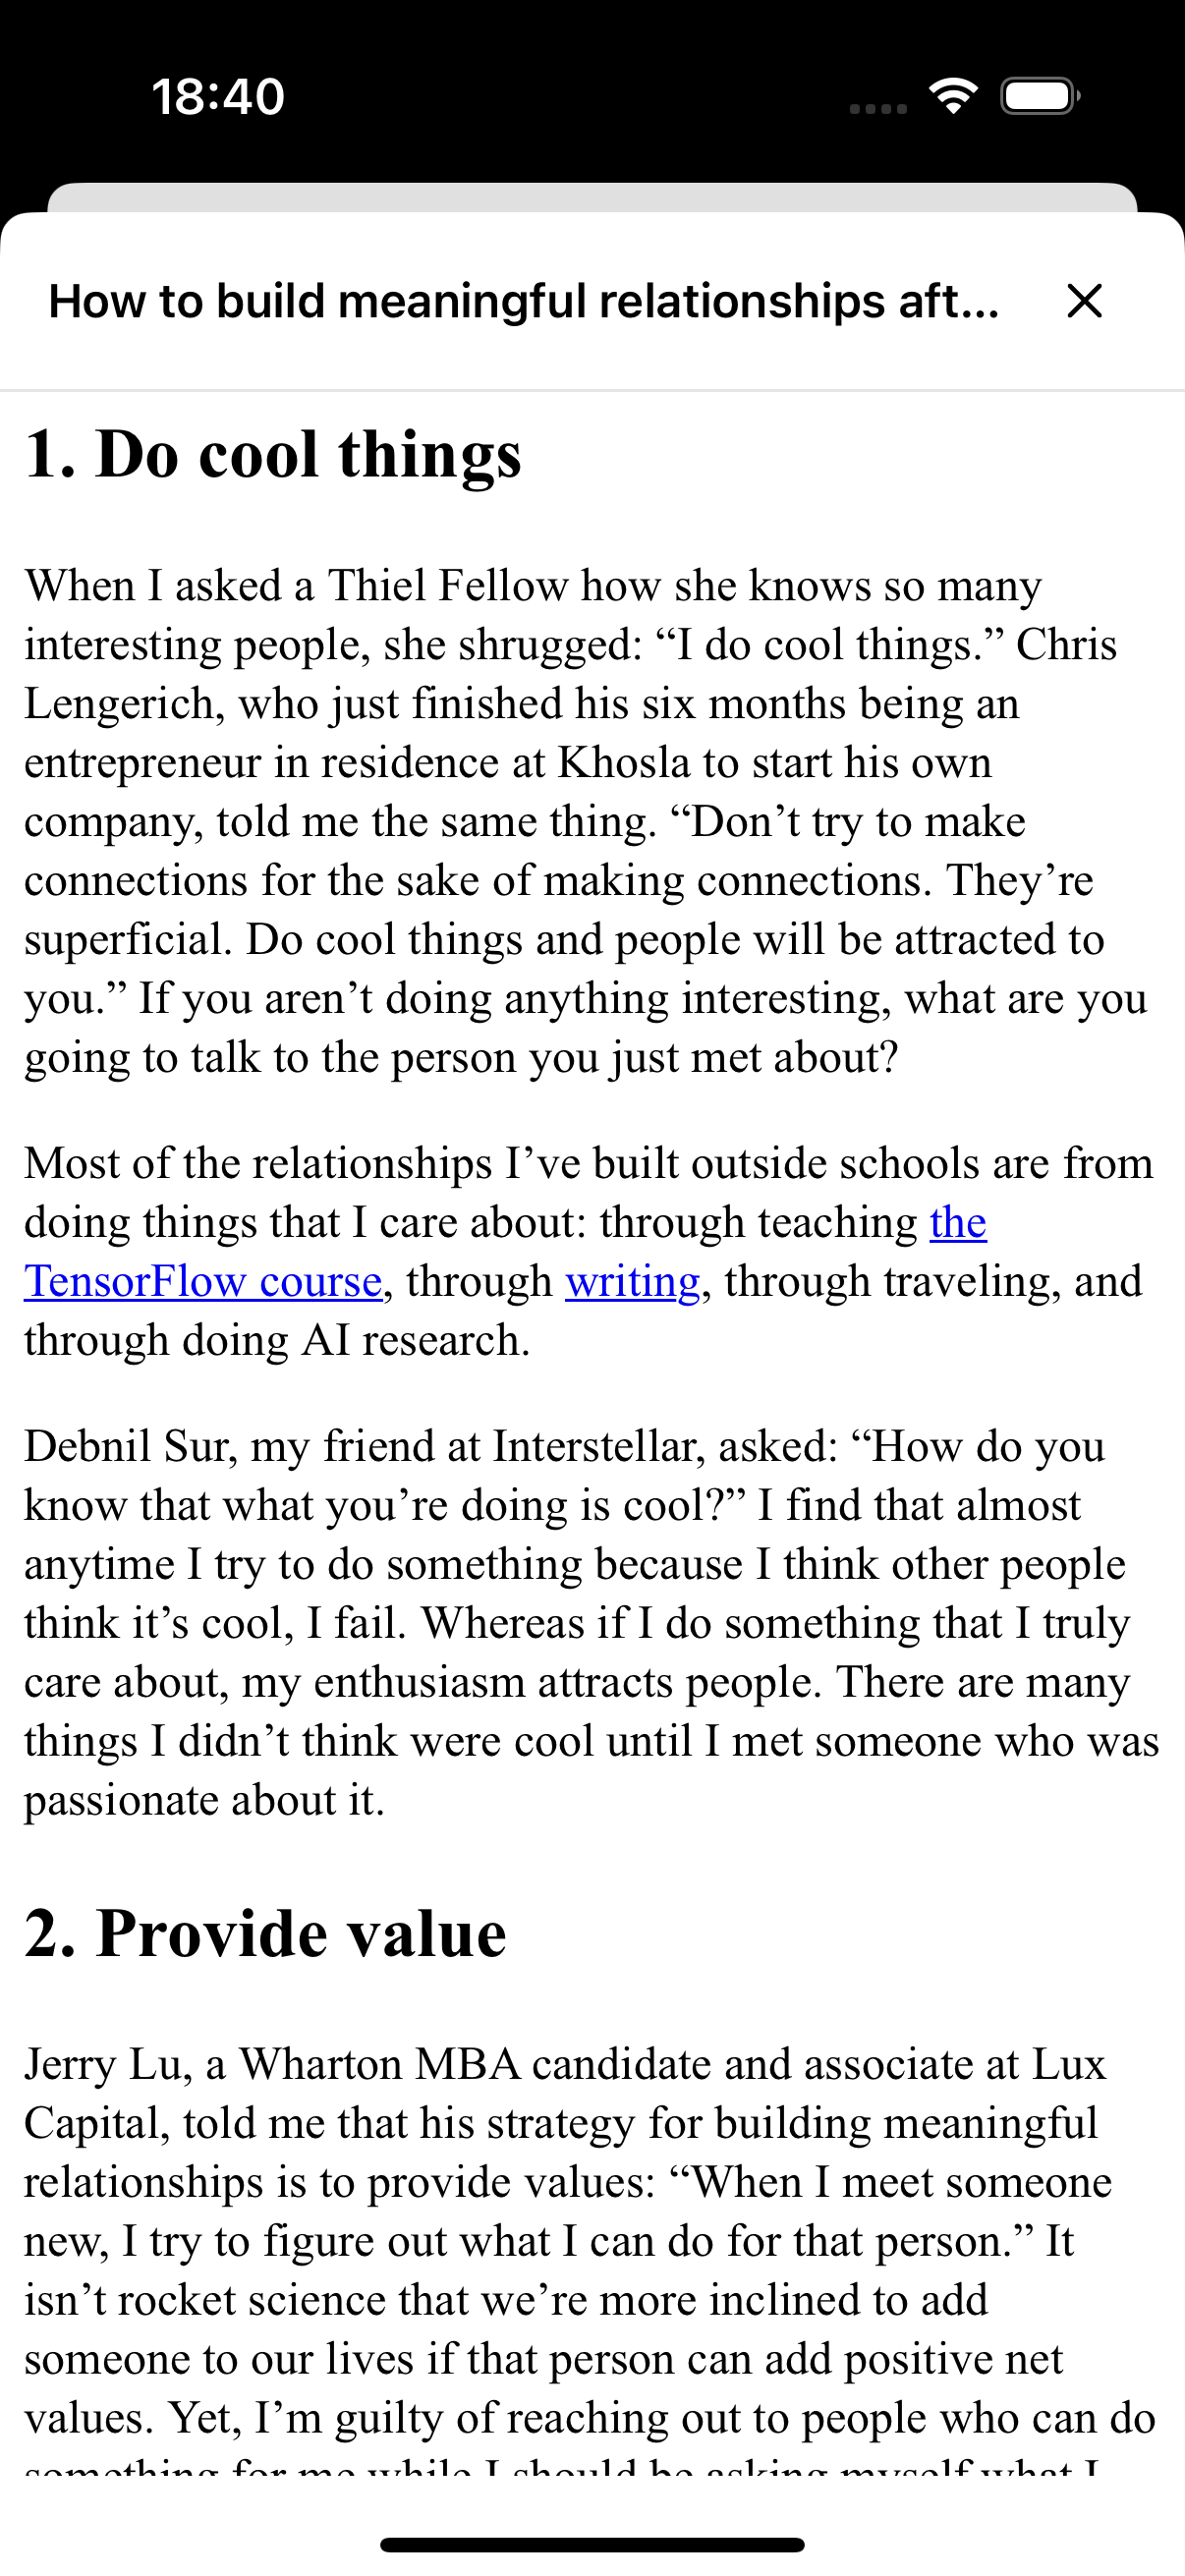 18:40
How to build meaningful relationships aft...
1. Do cool things
When I asked a Thiel Fellow how she knows so many
interesting people, she shrugged: “I do cool things.” Chris
Lengerich, who just finished his six months being an
entrepreneur in residence at Khosla to start his own
company, told me the same thing. “Don’t try to make
connections for the sake of making connections. They’re
superficial. Do cool things and people will be attracted to
you.” If you aren’t doing anything interesting, what are you
going to talk to the person you just met about?
Most of the relationships I’ve built outside schools are from
doing things that I care about: through teaching the
TensorFlow course, through writing, through traveling, and
through doing AI research.
Debnil Sur, my friend at Interstellar, asked: “How do you
know that what you’re doing is cool?” I find that almost
anytime I try to do something because I think other people
think it’s cool, I fail. Whereas if I do something that I truly
care about, my enthusiasm attracts people. There are many
things I didn’t think were cool until I met someone who was
passionate about it.
2. Provide value
Jerry Lu, a Wharton MBA candidate and associate at Lux
Capital, told me that his strategy for building meaningful
relationships is to provide values: “When I meet someone
new, I try to figure out what I can do for that person.” It
isn’t rocket science that we’re more inclined to add
someone to our lives if that person can add positive net
values. Yet, I’m guilty of reaching out to people who can do
something for me while I should be asking myself what I